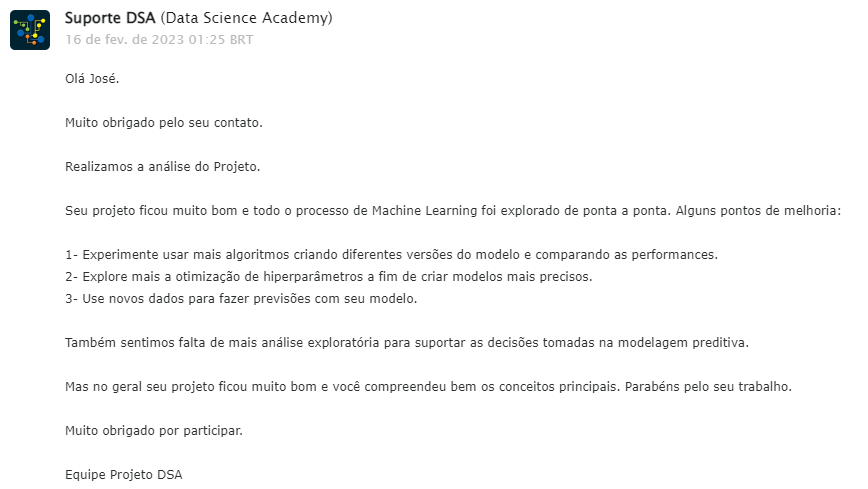 Suporte DSA (Data Science Academy)
16 de fev. de 2023 01:25 BRT
Olá José.
Muito obrigado pelo seu contato.
Realizamos a análise do Projeto.
Seu projeto ficou muito bom e todo o processo de Machine Learning foi explorado de ponta a ponta. Alguns pontos de melhoria:
1- Experimente usar mais algoritmos criando diferentes versões do modelo e comparando as performances.
2- Explore mais a otimização de hiperparâmetros a fim de criar modelos mais precisos.
3- Use novos dados para fazer previsões com seu modelo.
Também sentimos falta de mais análise exploratória para suportar as decisões tomadas na modelagem preditiva.
Mas no geral seu projeto ficou muito bom e você compreendeu bem os conceitos principais. Parabéns pelo seu trabalho.
Muito obrigado por participar.
Equipe Projeto DSA